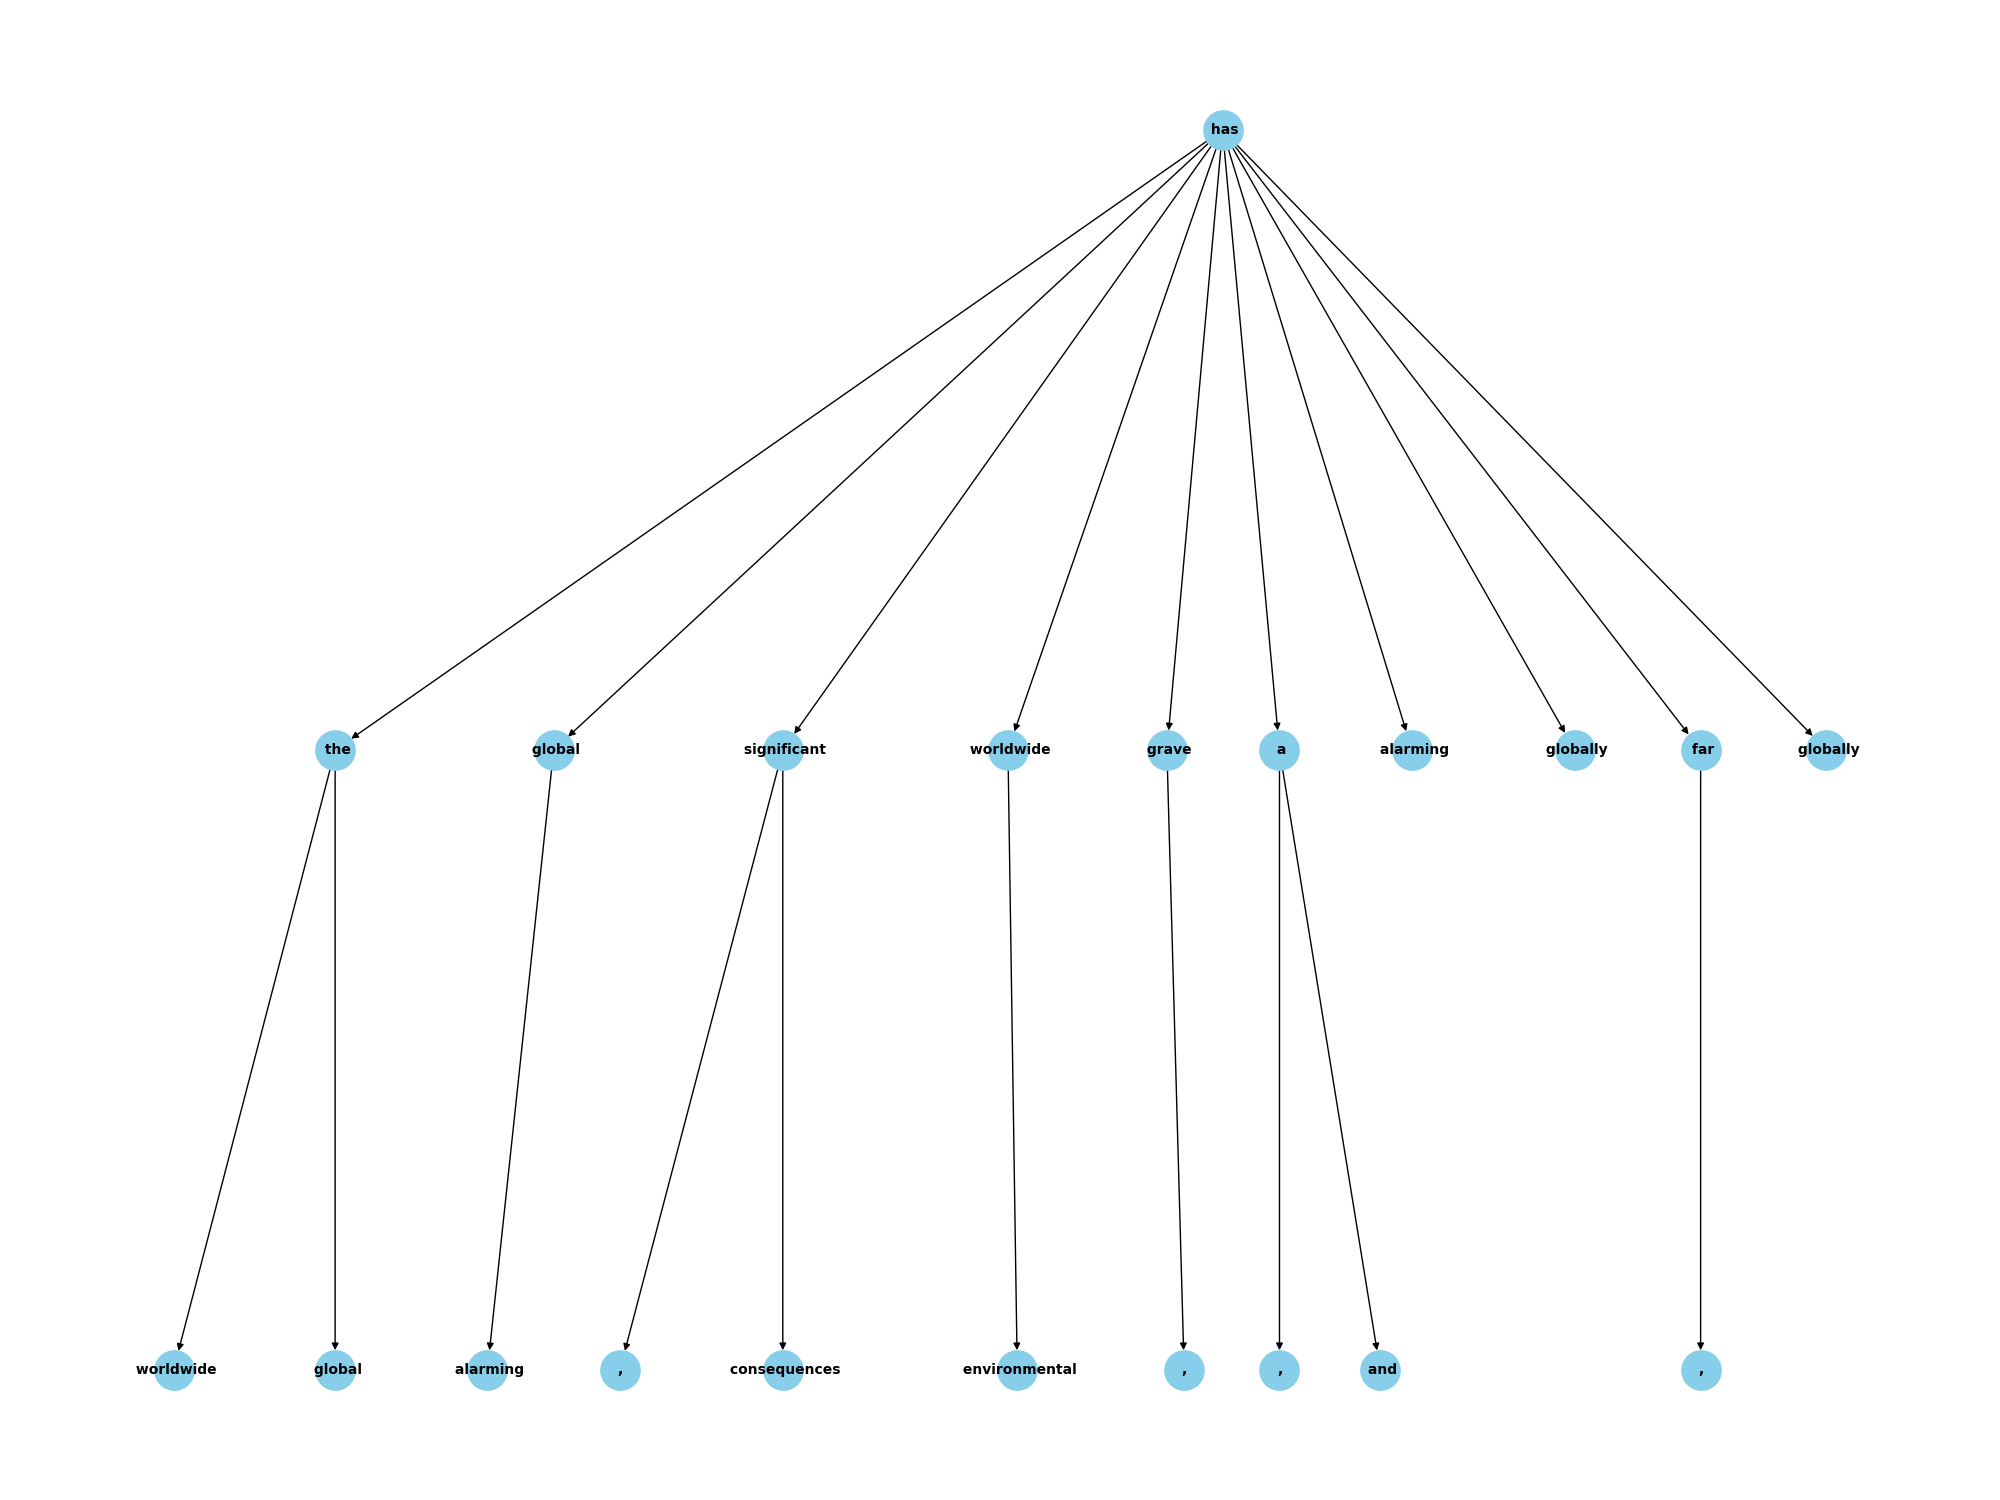 has
the global significant worldwide grave a alarming globally far globally
worldwide global alarming , consequences environmental , , and ,